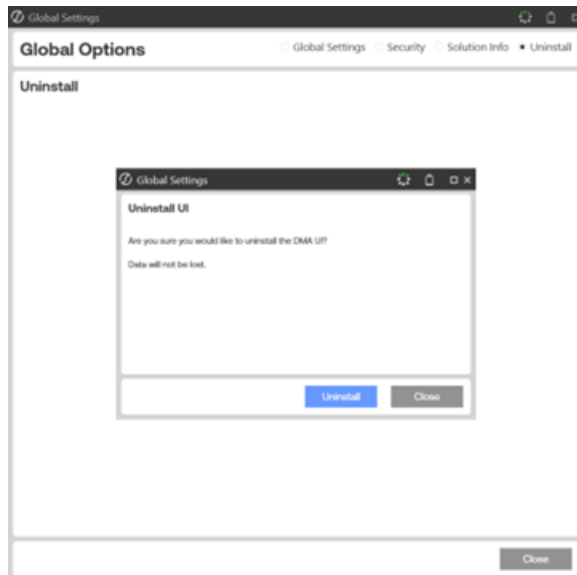 Global Settings
Global Options
Global Settings Security Solution Info Uninstall
Uninstall
Global Settings
Uninstall UI
Are you sure you would like to uninstall the DMA UI?
Data will not be lost.
Uninstall Close
Close